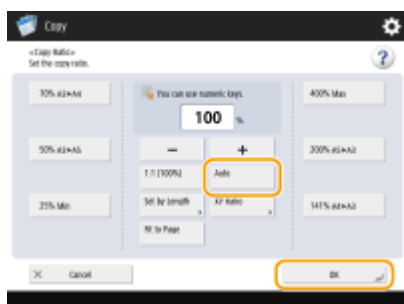 Copy
<Copy Ratio>
Set the copy ratio.
70% A3➔A4
You can use numeric keys.
400% Max
100 %
50% A3➔A5
−
+
200% A5➔A3
1:1 (100%)
Auto
25% Min
Set by Length
XY Ratio
141% A4➔A3
Fit to Page
Cancel
OK